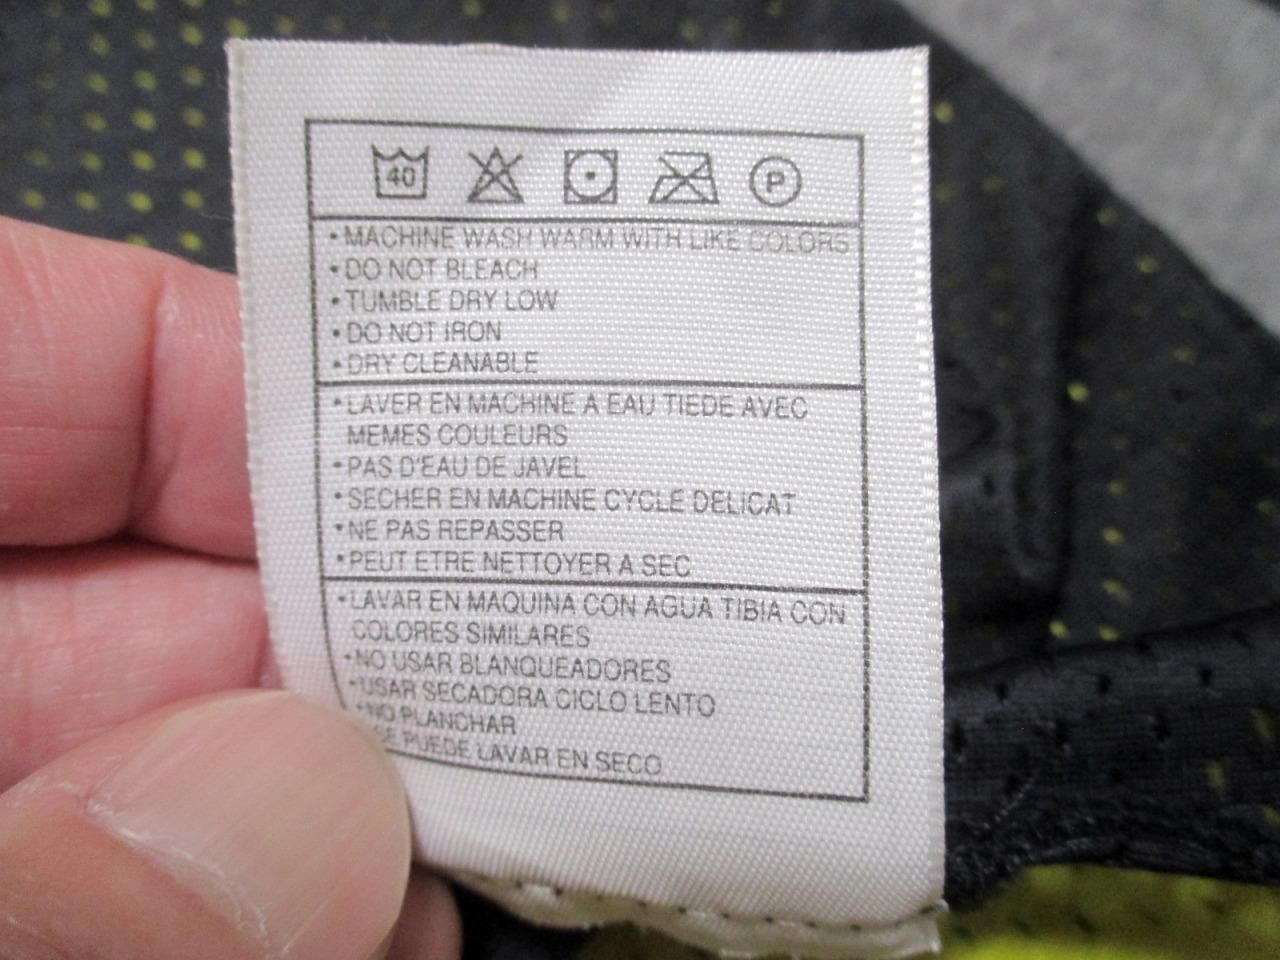 40 P
• MACHINE WASH WARM WITH LIKE COLORS
• DO NOT BLEACH
• TUMBLE DRY LOW
• DO NOT IRON
• DRY CLEANABLE
• LAVER EN MACHINE A EAU TIEDE AVEC
MEMES COULEURS
• PAS D'EAU DE JAVEL
• SECHER EN MACHINE CYCLE DELICAT
• NE PAS REPASSER
• PEUT ETRE NETTOYER A SEC
• LAVAR EN MAQUINA CON AGUA TIBIA CON
COLORES SIMILARES
• NO USAR BLANQUEADORES
• USAR SECADORA CICLO LENTO
• NO PLANCHAR
SE PUEDE LAVAR EN SECO